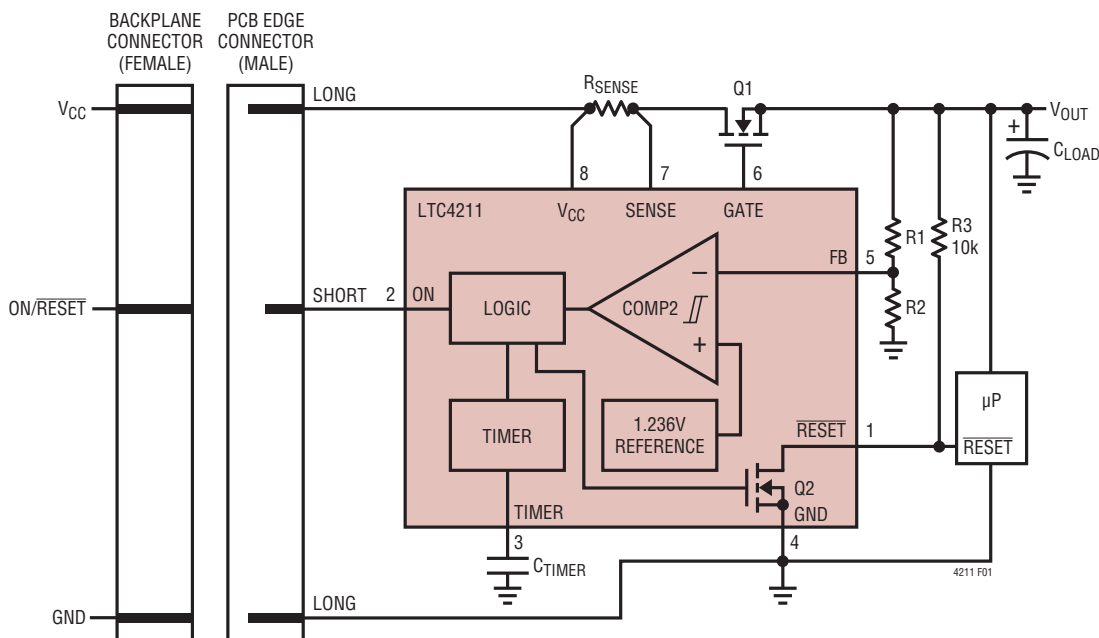 BACKPLANE
CONNECTOR
(FEMALE)
PCB EDGE
CONNECTOR
(MALE)
VCC
LONG
RSENSE
Q1
VOUT
+
CLOAD
8
7
6
LTC4211
VCC
SENSE
GATE
R1
R3
10k
FB
5
–
ON/RESET
SHORT
2
ON
LOGIC
COMP2
R2
+
µP
TIMER
1.236V
REFERENCE
RESET
1
RESET
Q2
TIMER
GND
3
4
CTIMER
4211 F01
LONG
GND